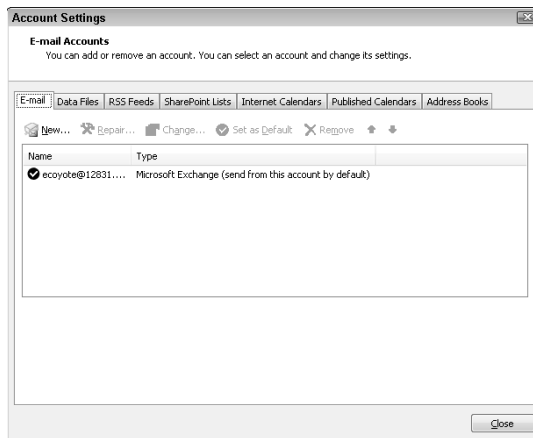 Account Settings
E-mail Accounts
You can add or remove an account. You can select an account and change its settings.
E-mail Data Files RSS Feeds SharePoint Lists Internet Calendars Published Calendars Address Books
New... Repair... Change... Set as Default Remove
Name Type
ecoyote@12831.... Microsoft Exchange (send from this account by default)
Close